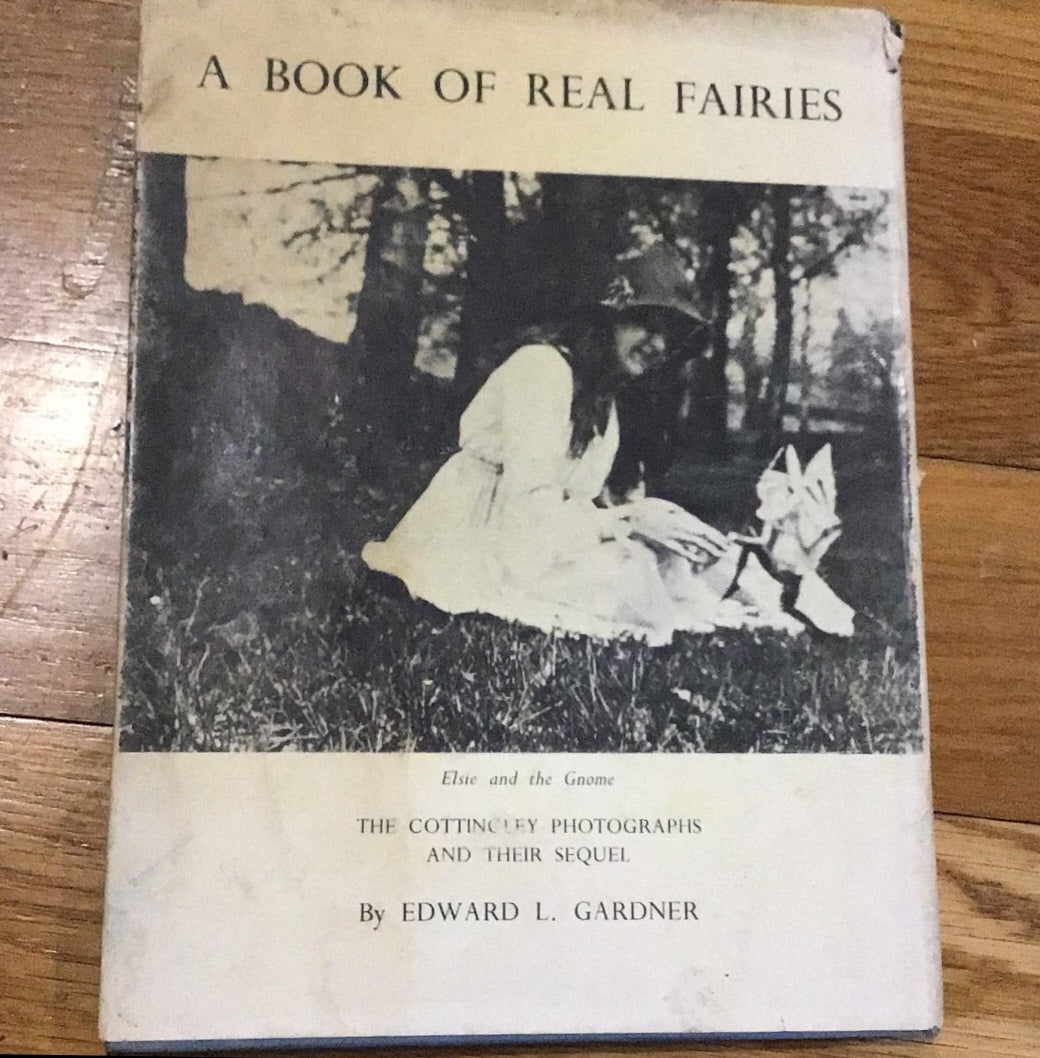 A BOOK OF REAL FAIRIES
Elsie and the Gnome
THE COTTINGLEY PHOTOGRAPHS
AND THEIR SEQUEL
By EDWARD L. GARDNER